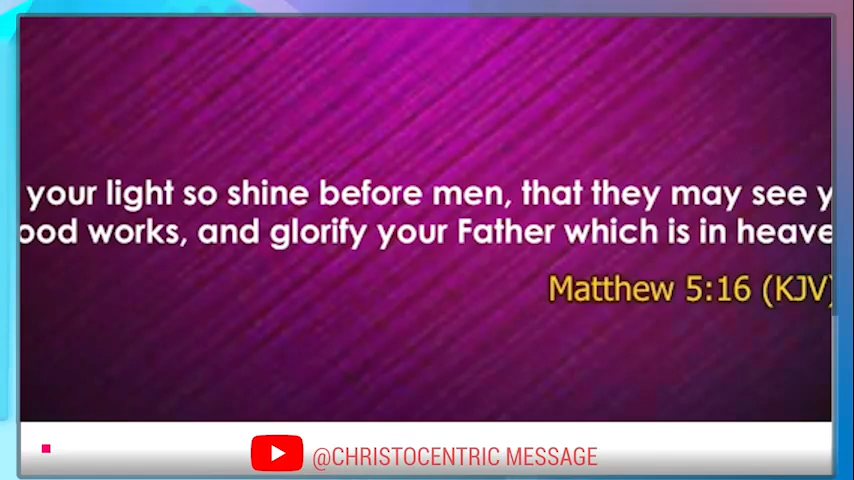 your light so shine before men, that they may see y
ood works, and glorify your Father which is in heave
Matthew 5:16 (KJV)
@CHRISTOCENTRIC MESSAGE